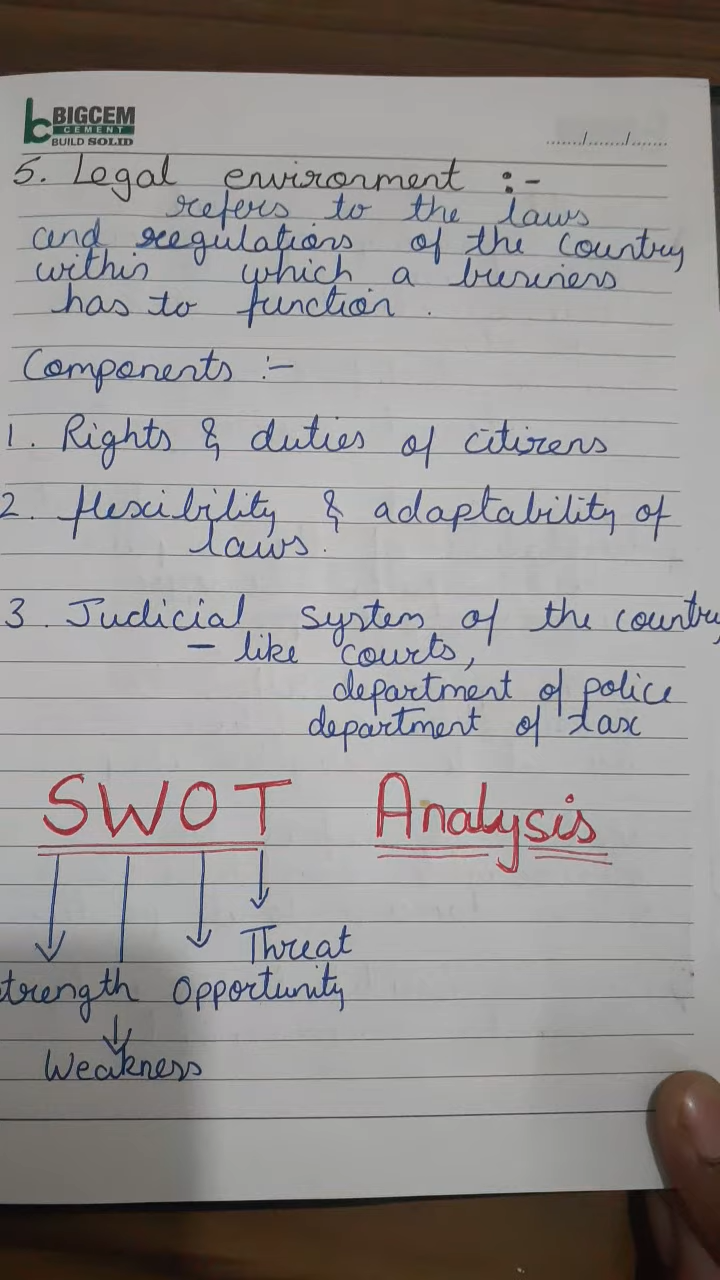 BIGCEM
CEMENT
BUILD SOLID
......./......./.......
5. Legal environment :-
refers to the laws
and regulations of the country
within which a business
has to function.
Components :-
1. Rights & duties of citizens
2. flexibility & adaptability of
laws.
3. Judicial system of the country
- like courts,
department of police
department of tax
SWOT Analysis
Threat
trength Opportunity
Weakness